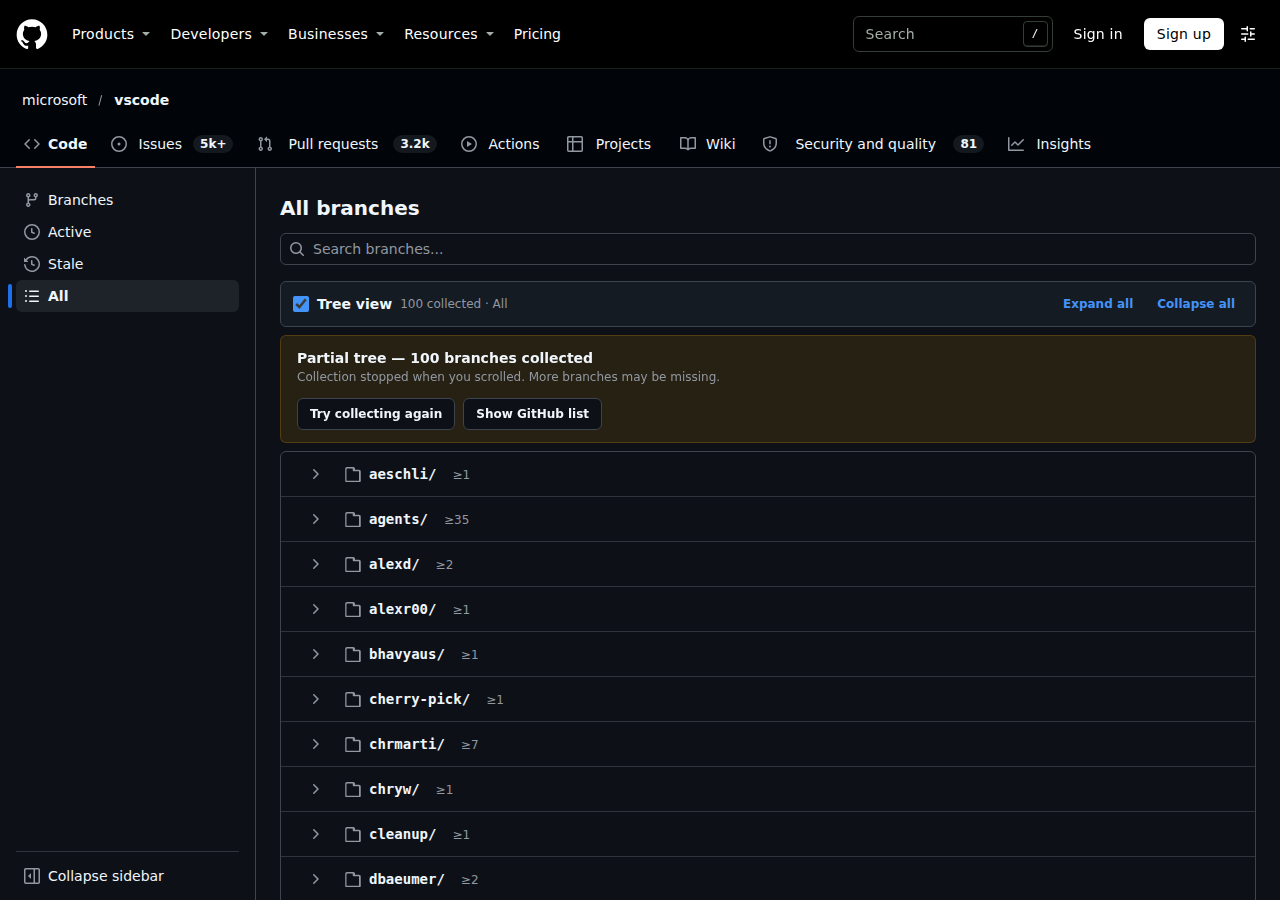 Products Developers Businesses Resources Pricing Search / Sign in Sign up
microsoft / vscode
Code Issues 5k+ Pull requests 3.2k Actions Projects Wiki Security and quality 81 Insights
Branches
Active
Stale
All
Collapse sidebar
All branches
Search branches...
Tree view 100 collected · All Expand all Collapse all
Partial tree — 100 branches collected
Collection stopped when you scrolled. More branches may be missing.
Try collecting again Show GitHub list
aeschli/ ≥1
agents/ ≥35
alexd/ ≥2
alexr00/ ≥1
bhavyaus/ ≥1
cherry-pick/ ≥1
chrmarti/ ≥7
chryw/ ≥1
cleanup/ ≥1
dbaeumer/ ≥2